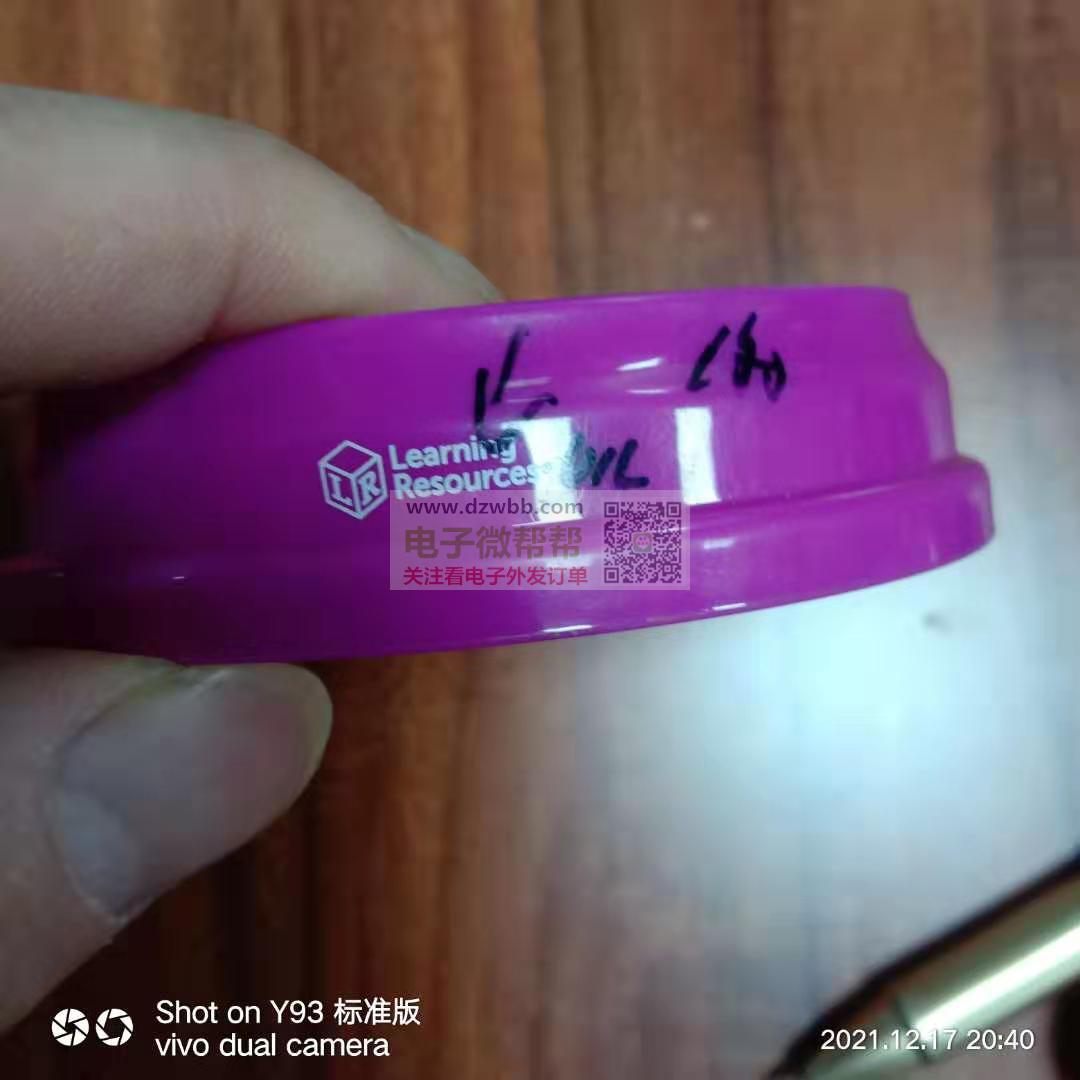 Learning
Resources®
www.dzwbb.com
电子微帮帮
关注看电子外发订单
Shot on Y93 标准版
vivo dual camera
2021.12.17 20:40